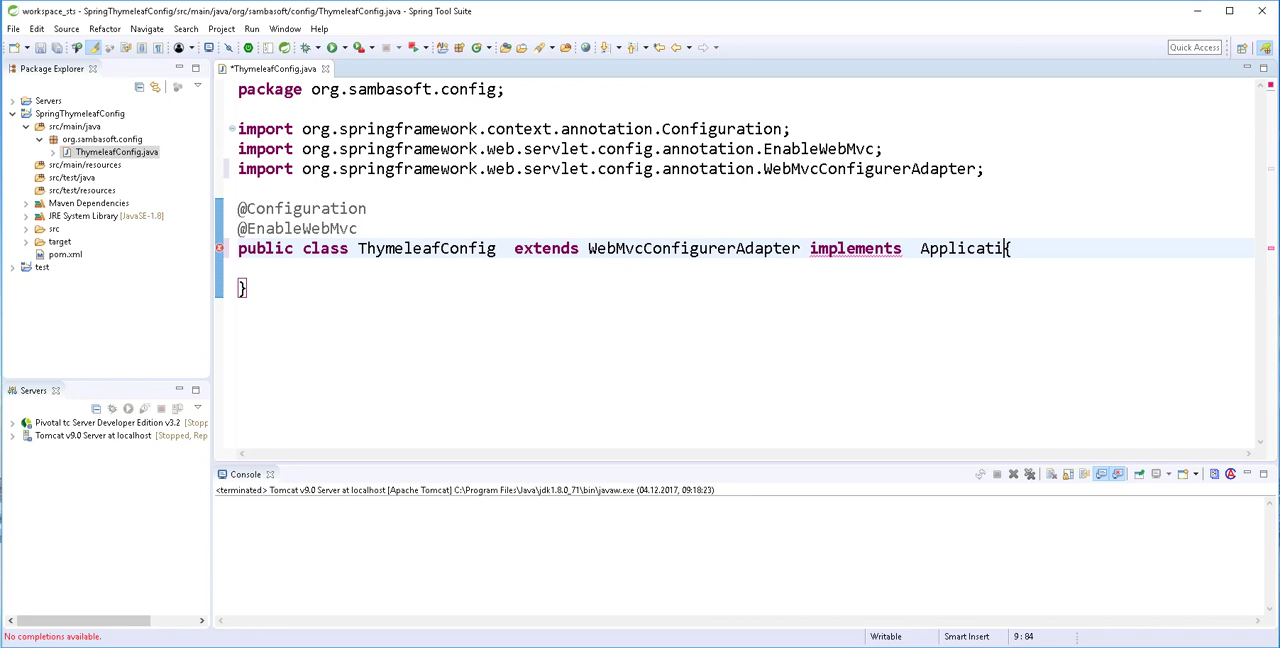 workspace_sts - SpringThymeleafConfig/src/main/java/org/sambasoft/config/ThymeleafConfig.java - Spring Tool Suite
File Edit Source Refactor Navigate Search Project Run Window Help
Quick Access
Package Explorer
*ThymeleafConfig.java
Servers
SpringThymeleafConfig
src/main/java
org.sambasoft.config
ThymeleafConfig.java
src/main/resources
src/test/java
src/test/resources
Maven Dependencies
JRE System Library [JavaSE-1.8]
src
target
pom.xml
test
package org.sambasoft.config;
import org.springframework.context.annotation.Configuration;
import org.springframework.web.servlet.config.annotation.EnableWebMvc;
import org.springframework.web.servlet.config.annotation.WebMvcConfigurerAdapter;
@Configuration
@EnableWebMvc
public class ThymeleafConfig  extends WebMvcConfigurerAdapter implements  Applicati{
}
Servers
Pivotal tc Server Developer Edition v3.2 [Stopp
Tomcat v9.0 Server at localhost [Stopped, Rep
Console
<terminated> Tomcat v9.0 Server at localhost [Apache Tomcat] C:\Program Files\Java\jdk1.8.0_71\bin\javaw.exe (04.12.2017, 09:18:23)
No completions available.
Writable
Smart Insert
9 : 84